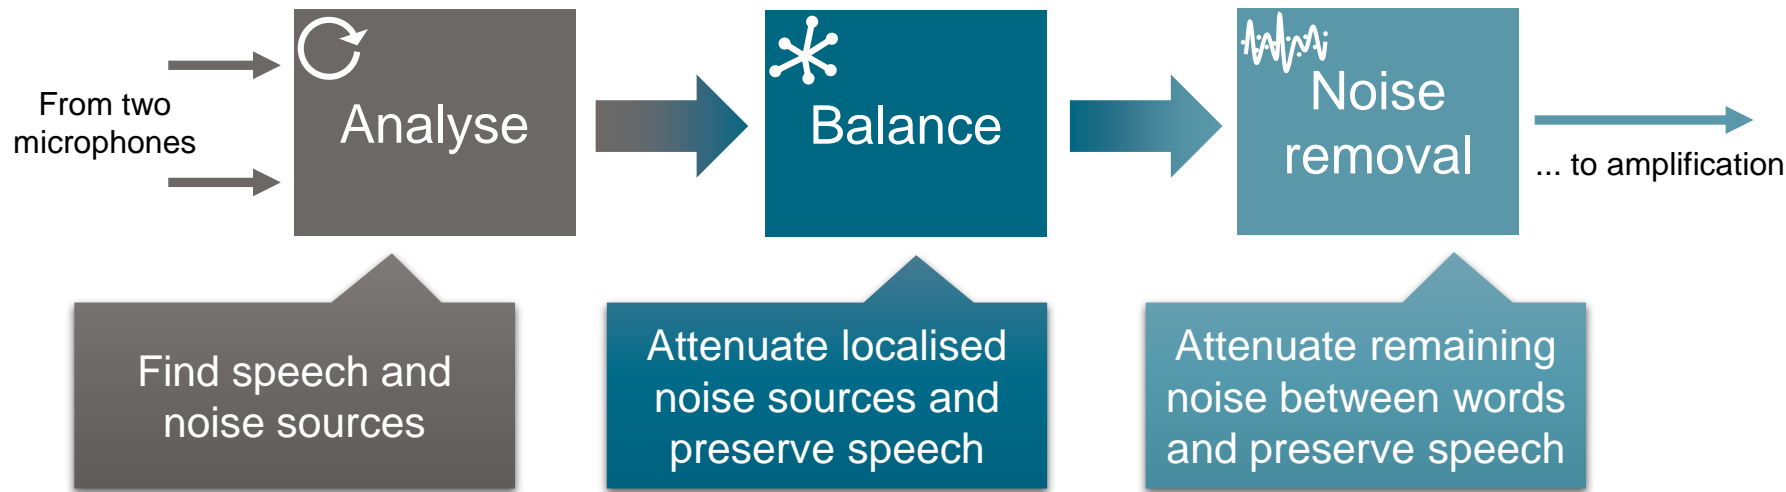 From two
microphones
Analyse
Balance
Noise
removal
... to amplification
Find speech and
noise sources
Attenuate localised
noise sources and
preserve speech
Attenuate remaining
noise between words
and preserve speech